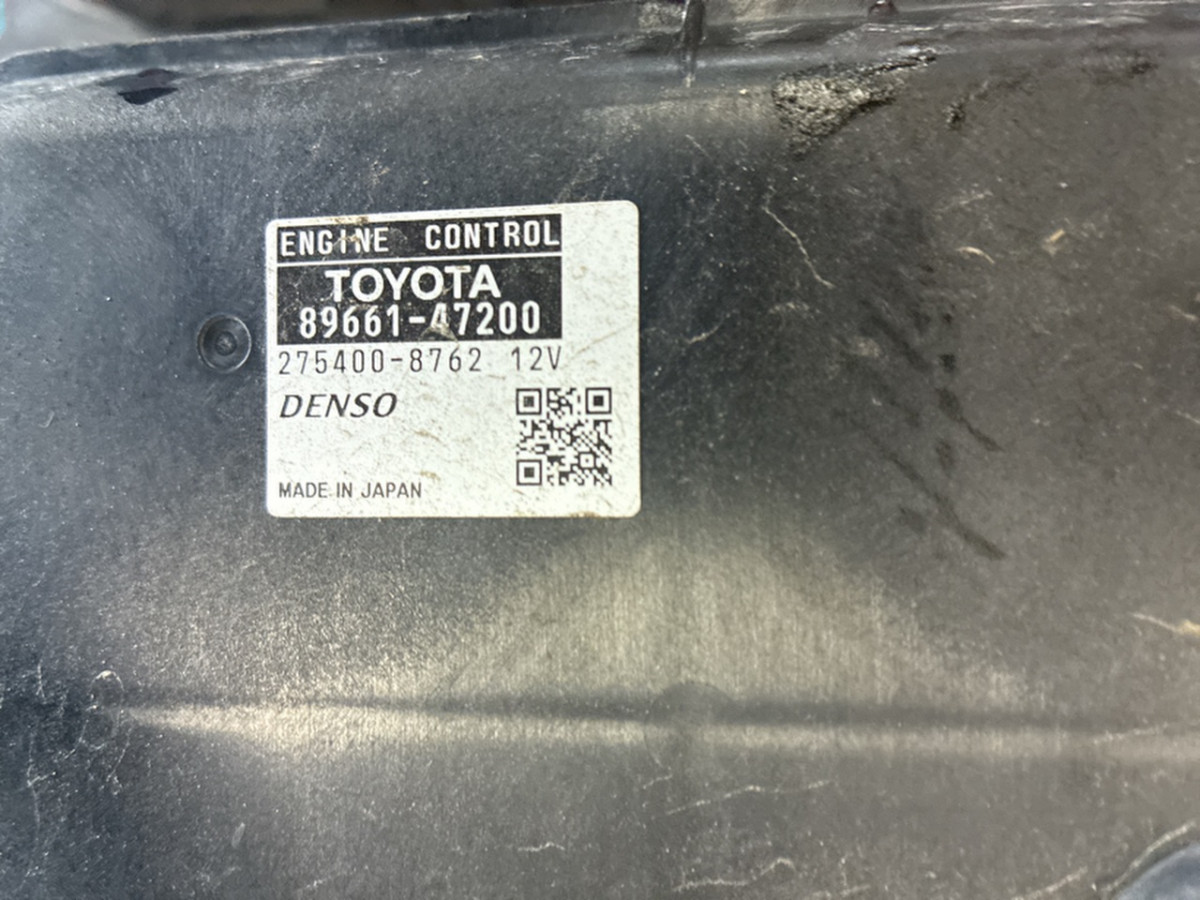 ENGINE CONTROL
TOYOTA
89661-47200
275400-8762 12V
DENSO
MADE IN JAPAN